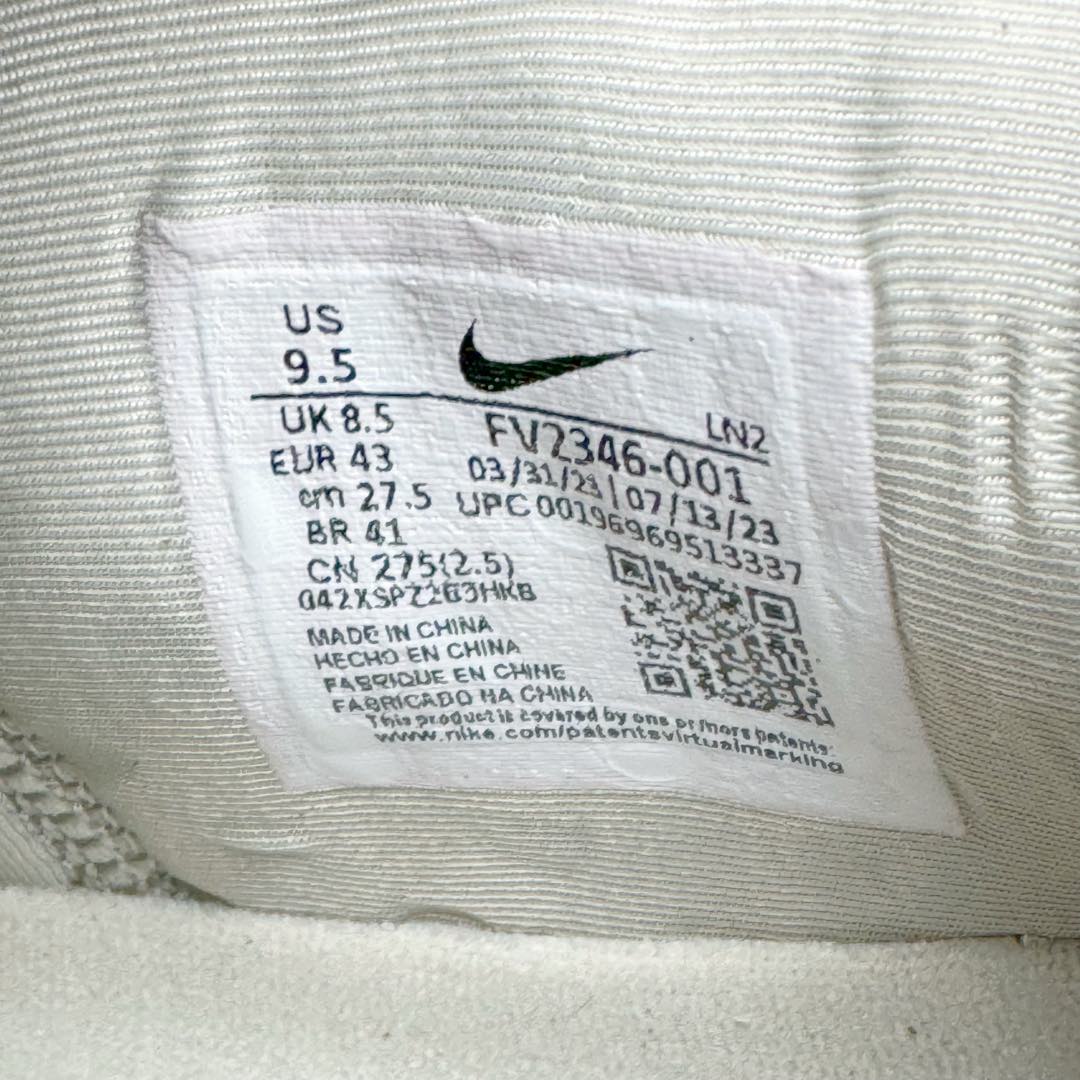 US
9.5
LN2
UK 8.5
FV2346-001
EUR 43
03/31/23 | 07/13/23
cm 27.5
UPC 00196969513337
BR 41
CN 275(2.5)
MADE IN CHINA
HECHO EN CHINA
FABRIQUE EN CHINE
FABRICADO NA CHINA
This product is covered by one or more patents:
www.nike.com/patentsvirtualmarking